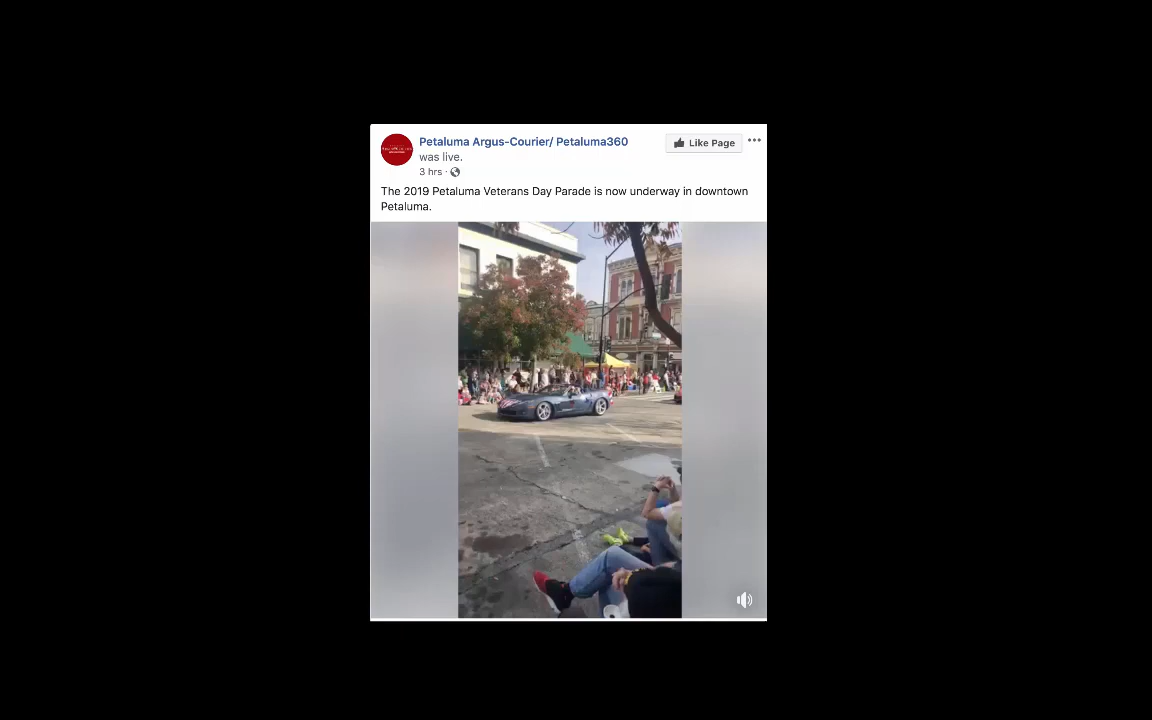 Petaluma Argus-Courier/ Petaluma360
was live.
3 hrs ·
Like Page
The 2019 Petaluma Veterans Day Parade is now underway in downtown
Petaluma.